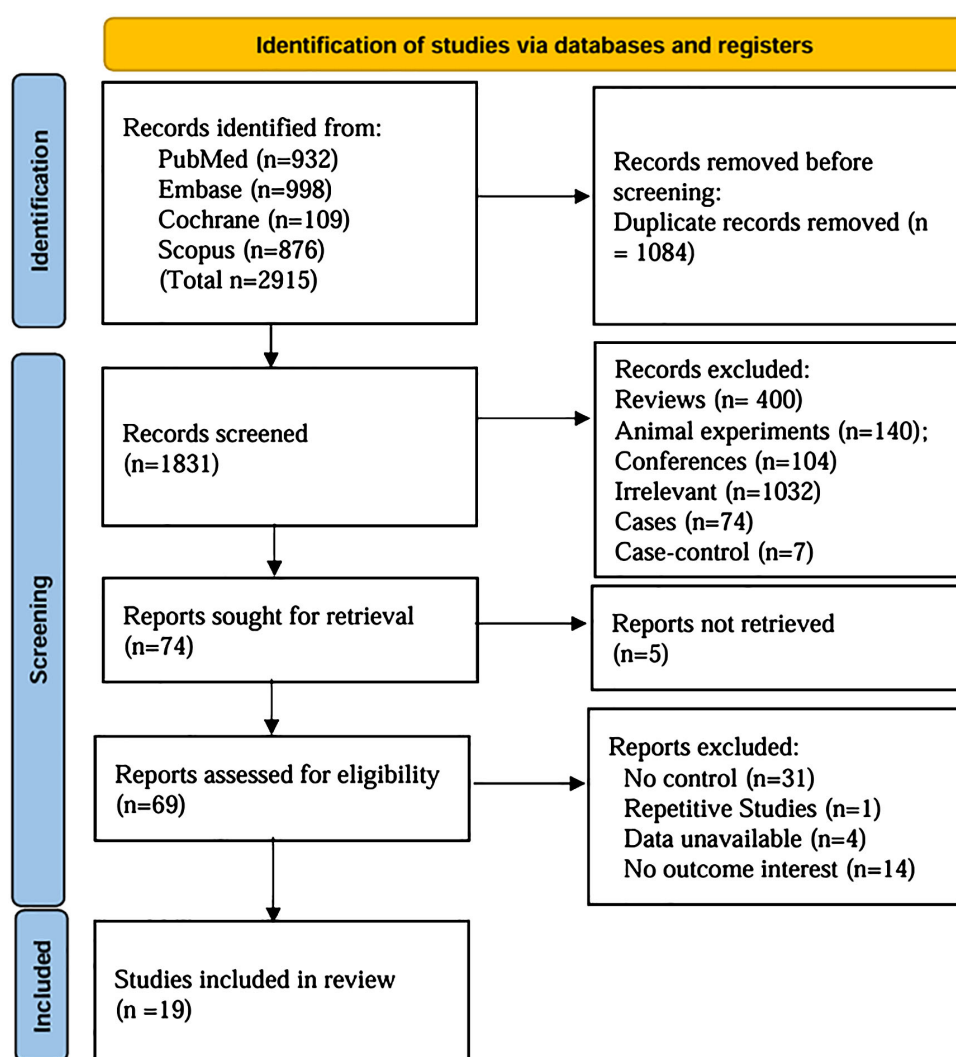 Identification of studies via databases and registers
Identification
Records identified from:
PubMed (n=932)
Embase (n=998)
Cochrane (n=109)
Scopus (n=876)
(Total n=2915)
Records removed before
screening:
Duplicate records removed (n
= 1084)
Screening
Records screened
(n=1831)
Records excluded:
Reviews (n= 400)
Animal experiments (n=140);
Conferences (n=104)
Irrelevant (n=1032)
Cases (n=74)
Case-control (n=7)
Reports sought for retrieval
(n=74)
Reports not retrieved
(n=5)
Reports assessed for eligibility
(n=69)
Reports excluded:
No control (n=31)
Repetitive Studies (n=1)
Data unavailable (n=4)
No outcome interest (n=14)
Included
Studies included in review
(n =19)